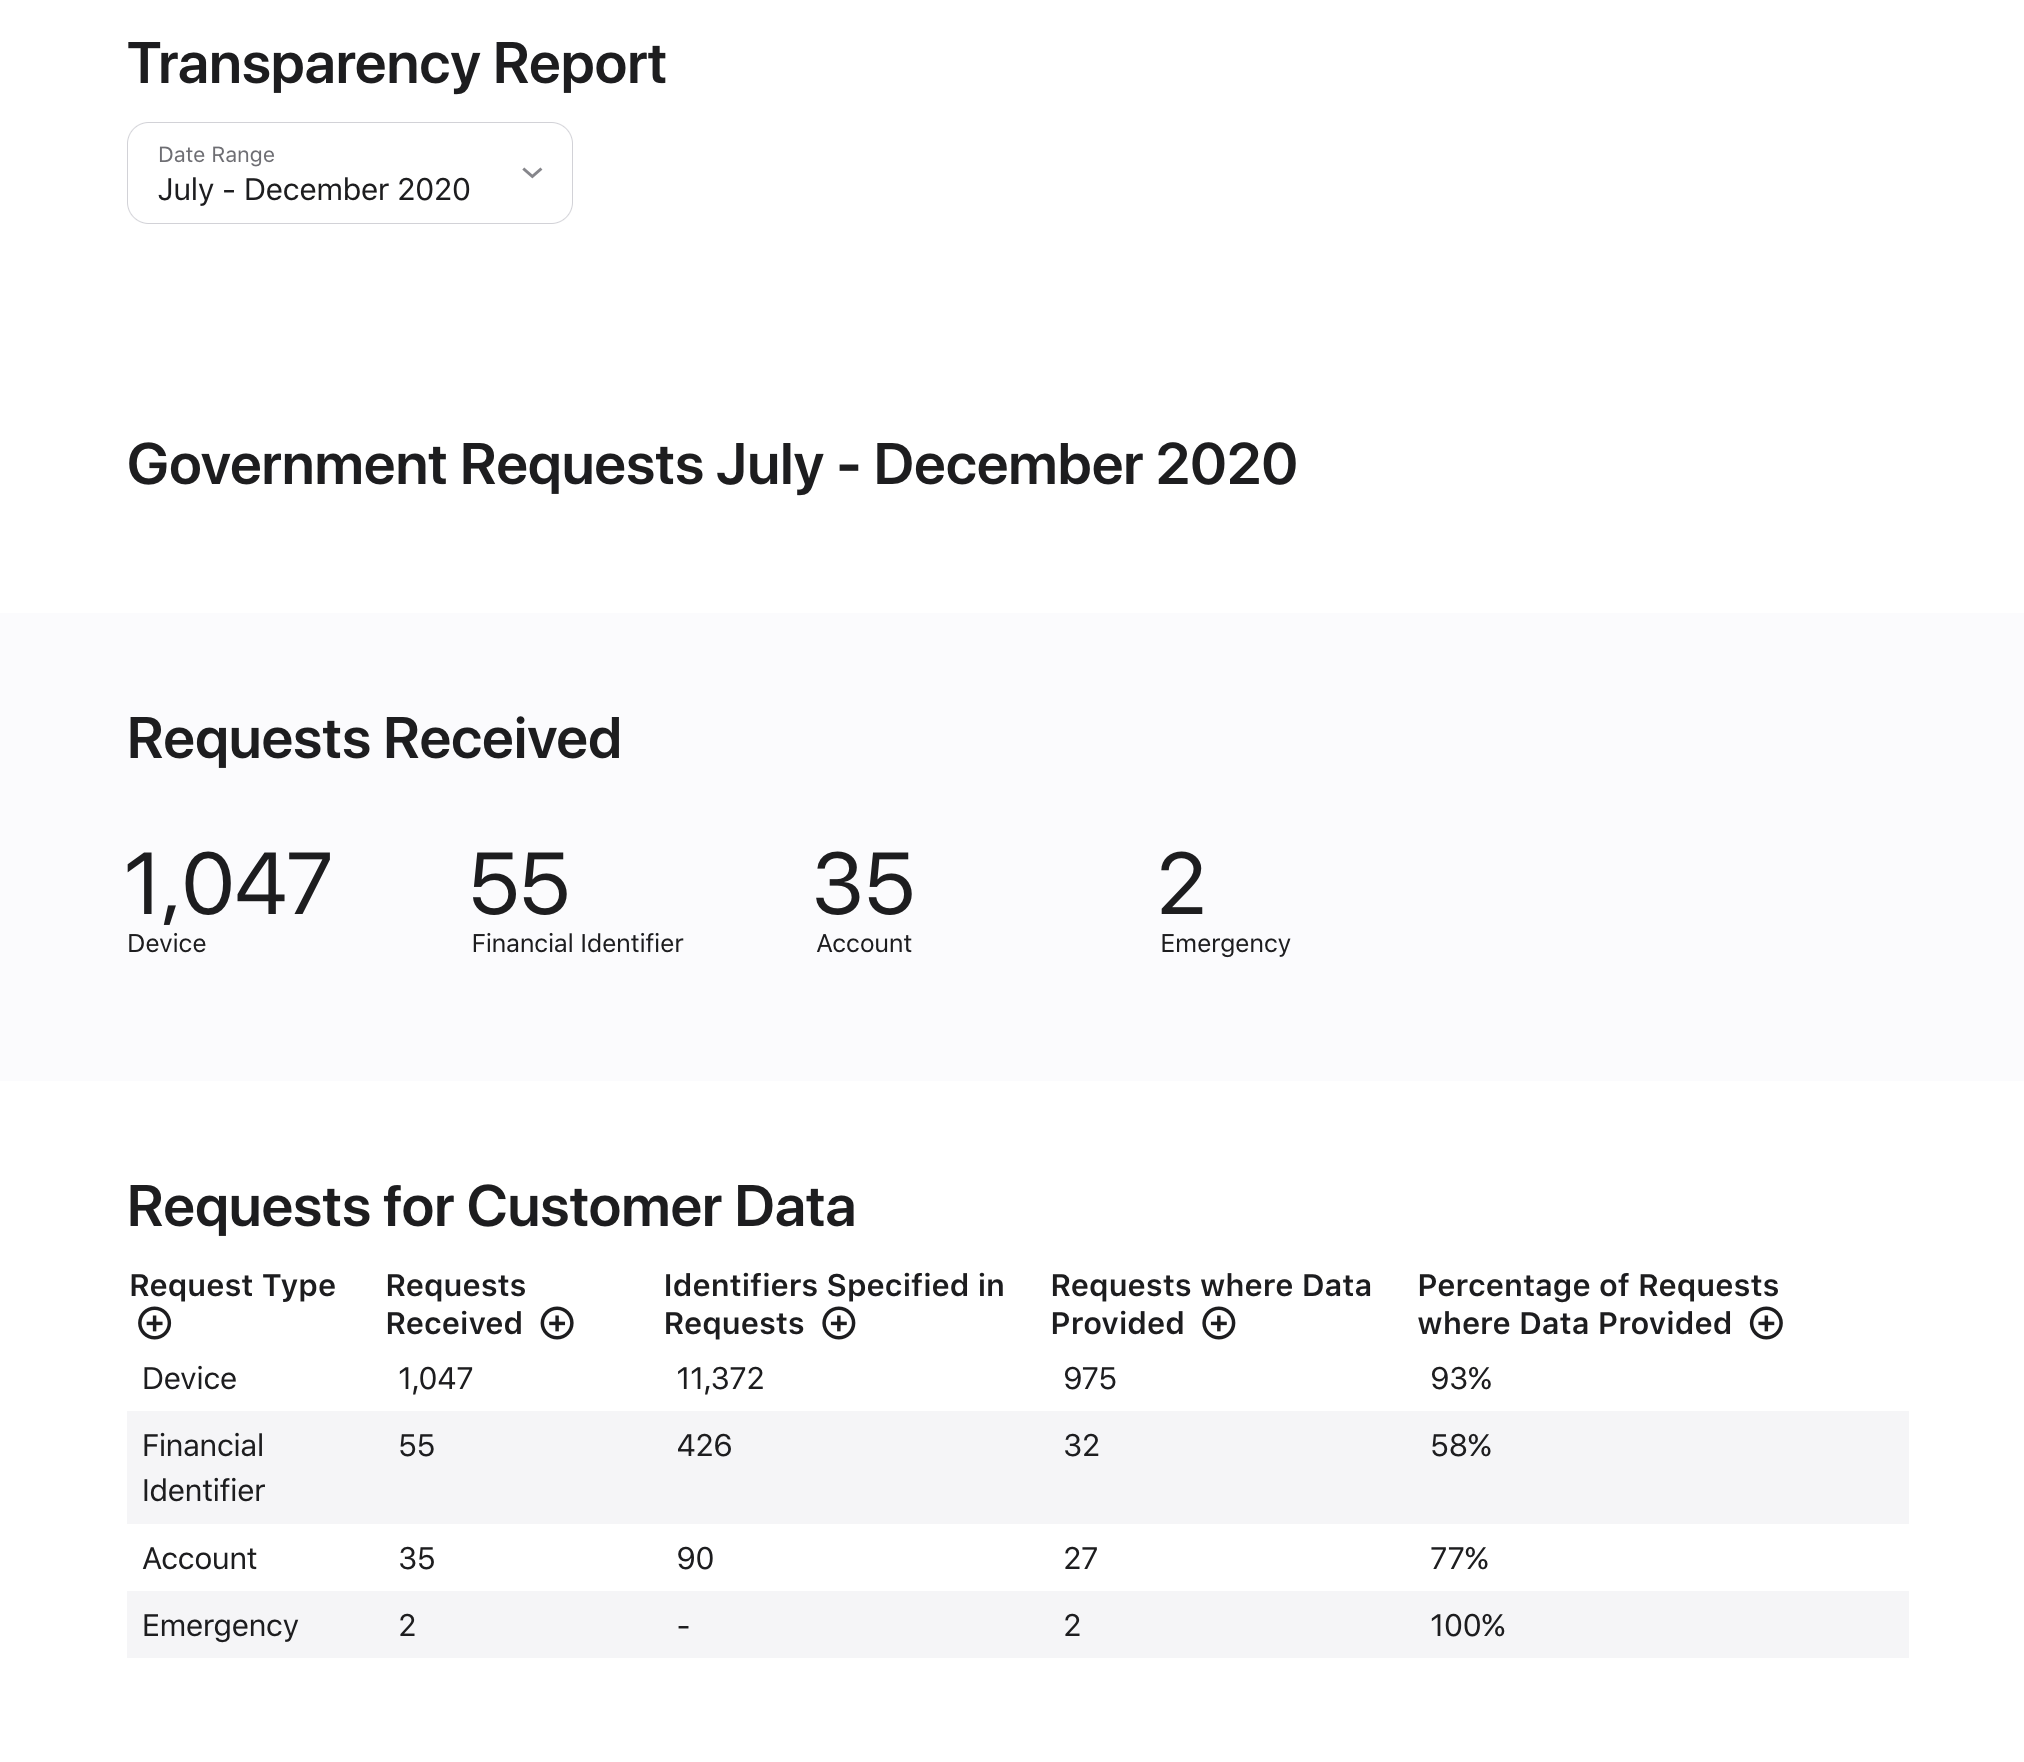 Transparency Report
Date Range
July - December 2020
Government Requests July - December 2020
Requests Received
1,047
Device
55
Financial Identifier
35
Account
2
Emergency
Requests for Customer Data
Request Type
Requests
Received
Identifiers Specified in
Requests
Requests where Data
Provided
Percentage of Requests
where Data Provided
Device 1,047 11,372 975 93%
Financial 55 426 32 58%
Identifier
Account 35 90 27 77%
Emergency 2 - 2 100%